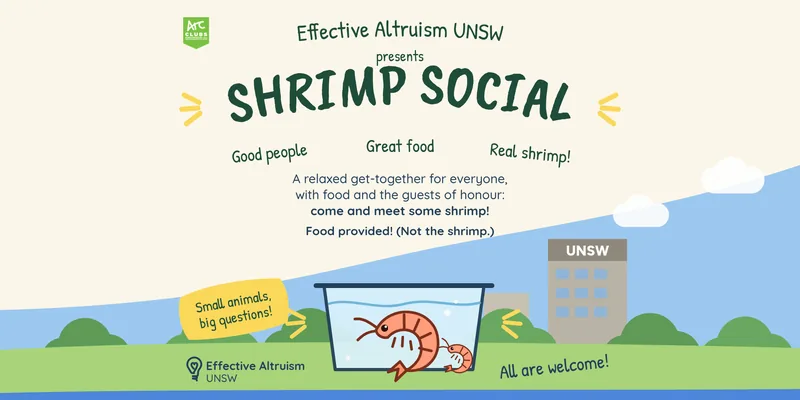 Arc
CLUBS
Effective Altruism UNSW
presents
SHRIMP SOCIAL
Good people
Great food
Real shrimp!
A relaxed get-together for everyone,
with food and the guests of honour:
come and meet some shrimp!
Food provided! (Not the shrimp.)
UNSW
Small animals,
big questions!
Effective Altruism
UNSW
All are welcome!